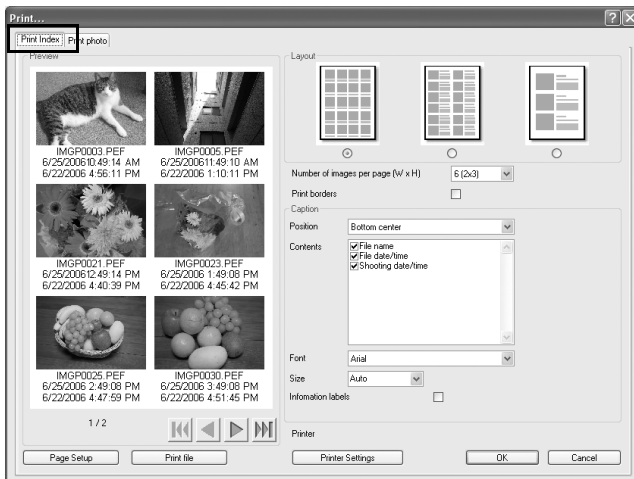 Print...
Print Index
Print photo
Preview
IMGP0003.PEF
6/25/200610:49:14 AM
6/22/2006 4:56:11 PM
IMGP0005.PEF
6/25/200611:49:10 AM
6/22/2006 1:10:11 PM
IMGP0021.PEF
6/25/200612:49:14 PM
6/22/2006 4:40:39 PM
IMGP0023.PEF
6/25/2006 1:49:08 PM
6/22/2006 4:45:42 PM
IMGP0025.PEF
6/25/2006 2:49:08 PM
6/22/2006 4:47:59 PM
IMGP0030.PEF
6/25/2006 3:49:08 PM
6/22/2006 4:51:45 PM
1 / 2
Page Setup
Print file
Layout
Number of images per page (W x H)
6 (2x3)
Print borders
Caption
Position
Bottom center
Contents
File name
File date/time
Shooting date/time
Font
Arial
Size
Auto
Infomation labels
Printer
Printer Settings
OK
Cancel